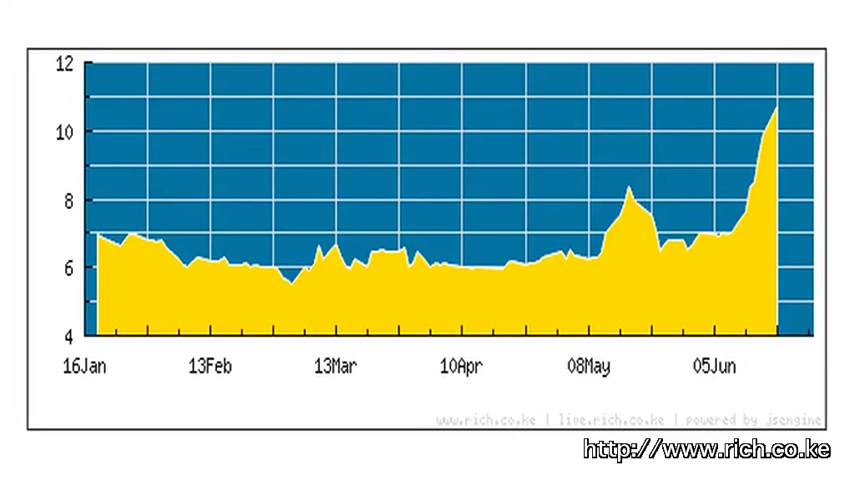 12
10
8
6
4
16Jan 13Feb 13Mar 10Apr 08May 05Jun
www.rich.co.ke | live.rich.co.ke | powered by jsengine
http://www.rich.co.ke